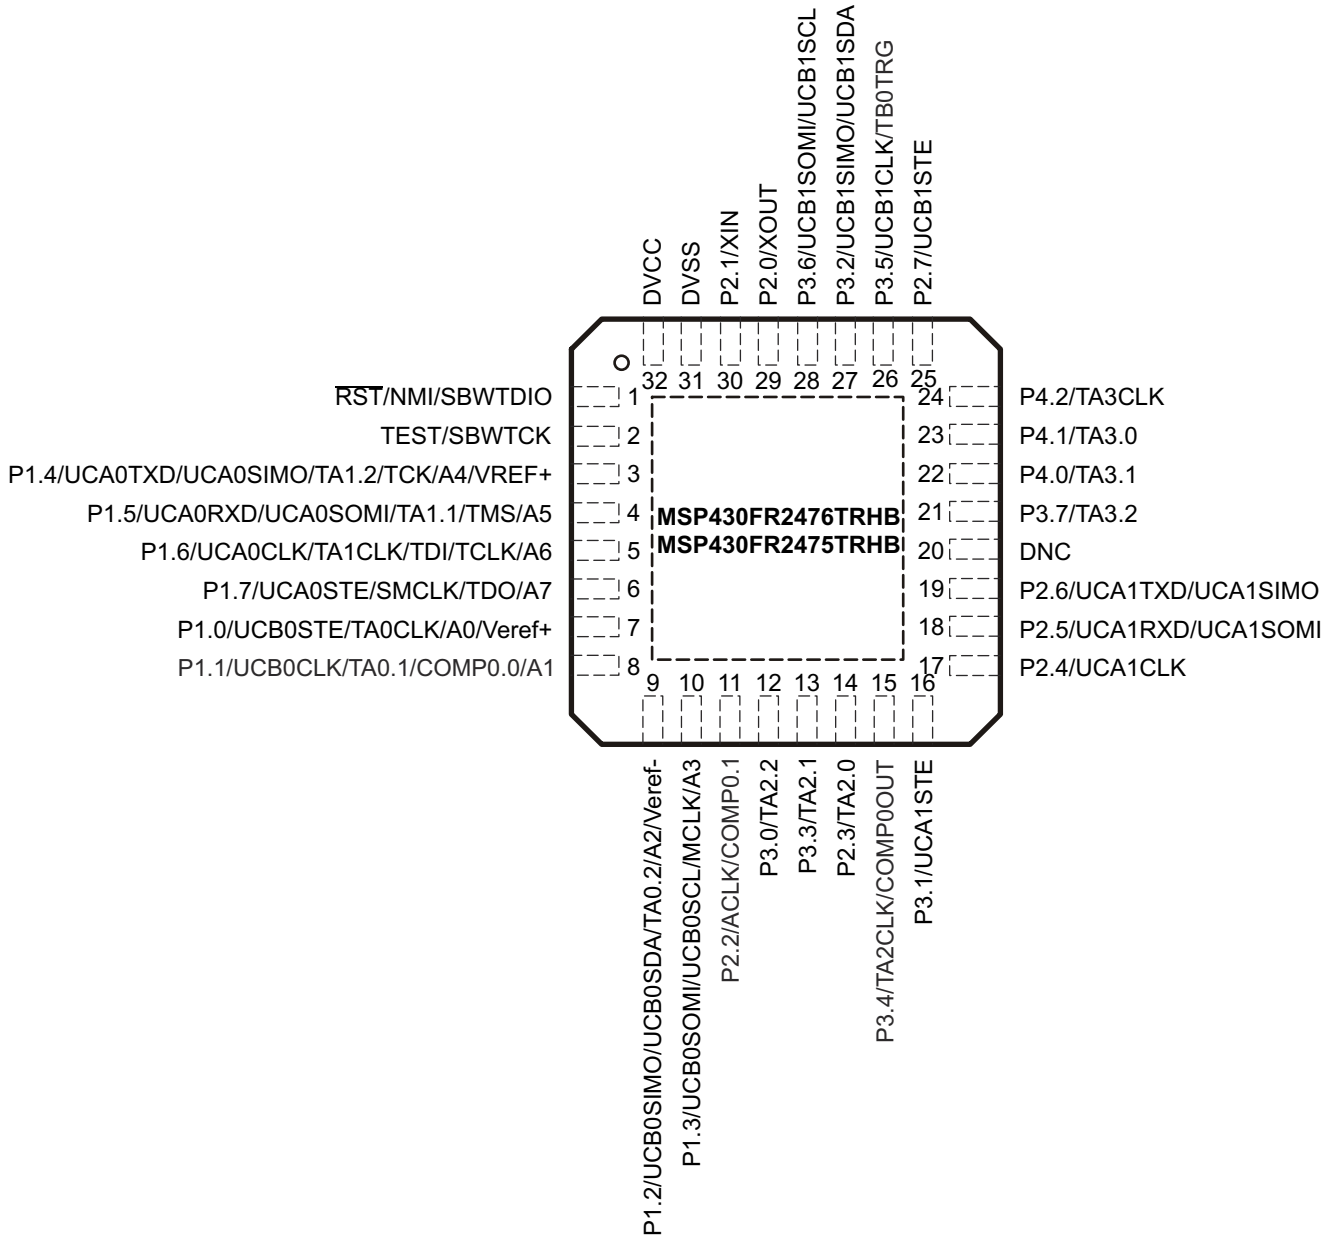 P3.6/UCB1SOMI/UCB1SCL
P3.2/UCB1SIMO/UCB1SDA
P3.5/UCB1CLK/TB0TRG
P2.7/UCB1STE
DVCC
DVSS
P2.1/XIN
P2.0/XOUT
32 31 30 29 28 27 26 25
RST/NMI/SBWTDIO 1
TEST/SBWTCK 2
P1.4/UCA0TXD/UCA0SIMO/TA1.2/TCK/A4/VREF+ 3
P1.5/UCA0RXD/UCA0SOMI/TA1.1/TMS/A5 4
P1.6/UCA0CLK/TA1CLK/TDI/TCLK/A6 5
P1.7/UCA0STE/SMCLK/TDO/A7 6
P1.0/UCB0STE/TA0CLK/A0/Veref+ 7
P1.1/UCB0CLK/TA0.1/COMP0.0/A1 8
MSP430FR2476TRHB
MSP430FR2475TRHB
24 P4.2/TA3CLK
23 P4.1/TA3.0
22 P4.0/TA3.1
21 P3.7/TA3.2
20 DNC
19 P2.6/UCA1TXD/UCA1SIMO
18 P2.5/UCA1RXD/UCA1SOMI
17 P2.4/UCA1CLK
9 10 11 12 13 14 15 16
P1.2/UCB0SIMO/UCB0SDA/TA0.2/A2/Veref-
P1.3/UCB0SOMI/UCB0SCL/MCLK/A3
P2.2/ACLK/COMP0.1
P3.0/TA2.2
P3.3/TA2.1
P2.3/TA2.0
P3.4/TA2CLK/COMP0OUT
P3.1/UCA1STE